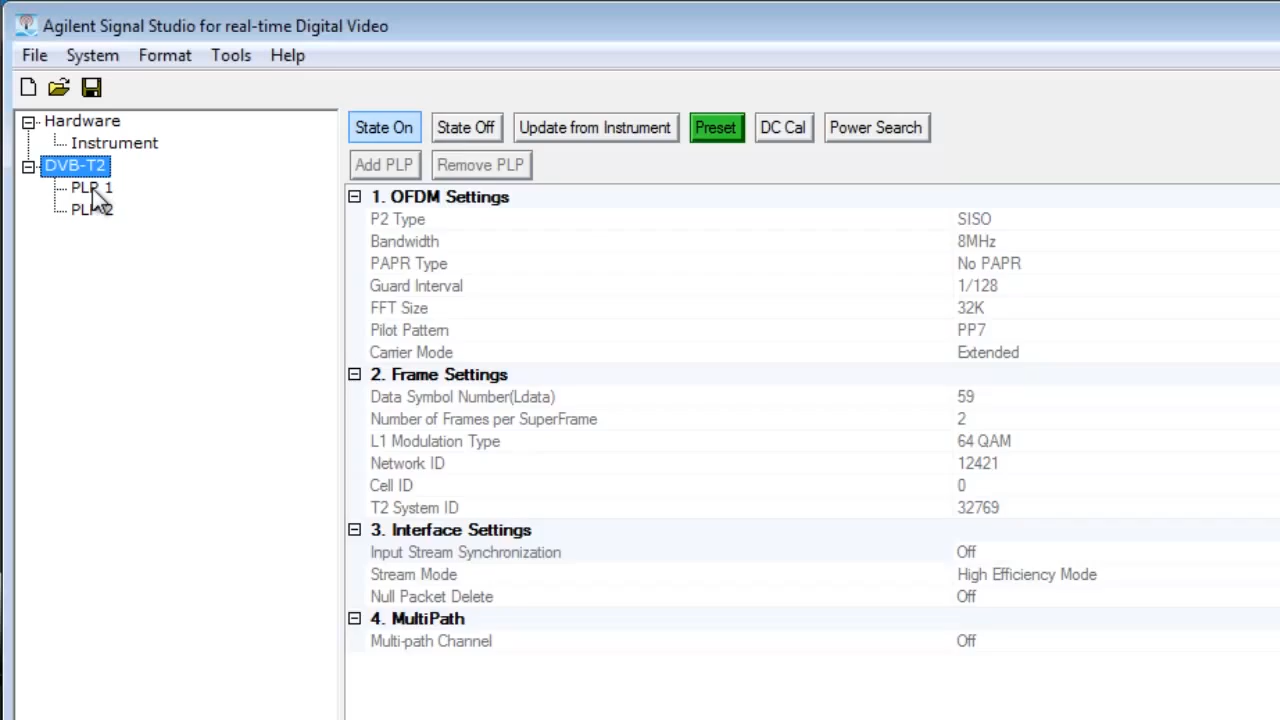 Agilent Signal Studio for real-time Digital Video
File System Format Tools Help
Hardware
Instrument
DVB-T2
PLP 1
PLP 2
State On State Off Update from Instrument Preset DC Cal Power Search
Add PLP Remove PLP
1. OFDM Settings
P2 Type SISO
Bandwidth 8MHz
PAPR Type No PAPR
Guard Interval 1/128
FFT Size 32K
Pilot Pattern PP7
Carrier Mode Extended
2. Frame Settings
Data Symbol Number(Ldata) 59
Number of Frames per SuperFrame 2
L1 Modulation Type 64 QAM
Network ID 12421
Cell ID 0
T2 System ID 32769
3. Interface Settings
Input Stream Synchronization Off
Stream Mode High Efficiency Mode
Null Packet Delete Off
4. MultiPath
Multi-path Channel Off